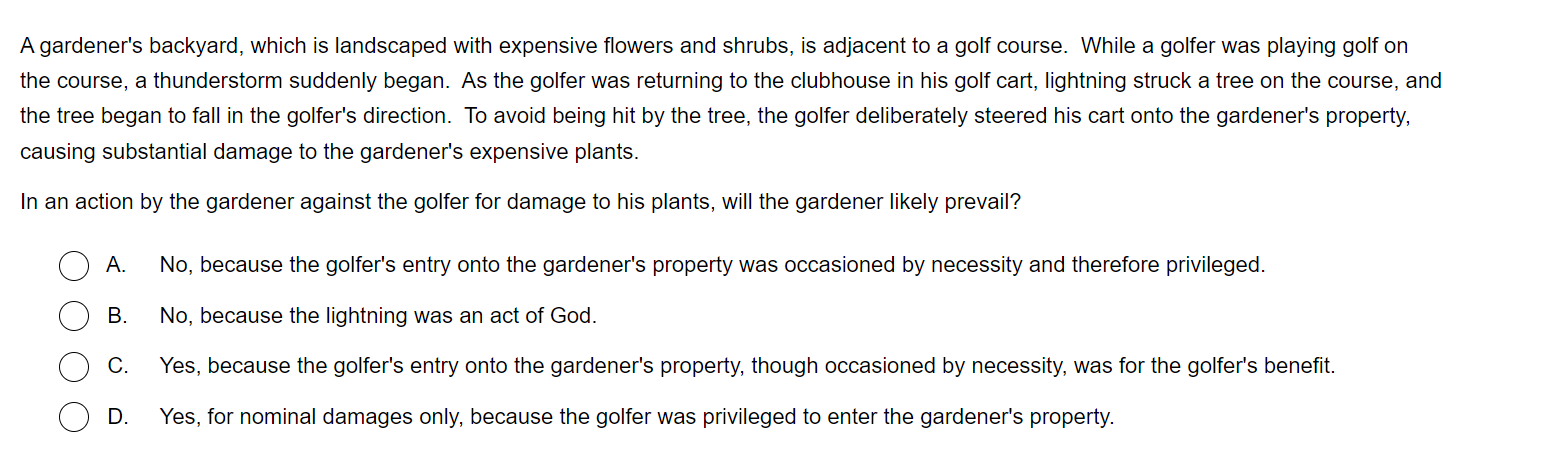 A gardener's backyard, which is landscaped with expensive flowers and shrubs, is adjacent to a golf course.  While a golfer was playing golf on
the course, a thunderstorm suddenly began.  As the golfer was returning to the clubhouse in his golf cart, lightning struck a tree on the course, and
the tree began to fall in the golfer's direction.  To avoid being hit by the tree, the golfer deliberately steered his cart onto the gardener's property,
causing substantial damage to the gardener's expensive plants.
In an action by the gardener against the golfer for damage to his plants, will the gardener likely prevail?
A. No, because the golfer's entry onto the gardener's property was occasioned by necessity and therefore privileged.
B. No, because the lightning was an act of God.
C. Yes, because the golfer's entry onto the gardener's property, though occasioned by necessity, was for the golfer's benefit.
D. Yes, for nominal damages only, because the golfer was privileged to enter the gardener's property.